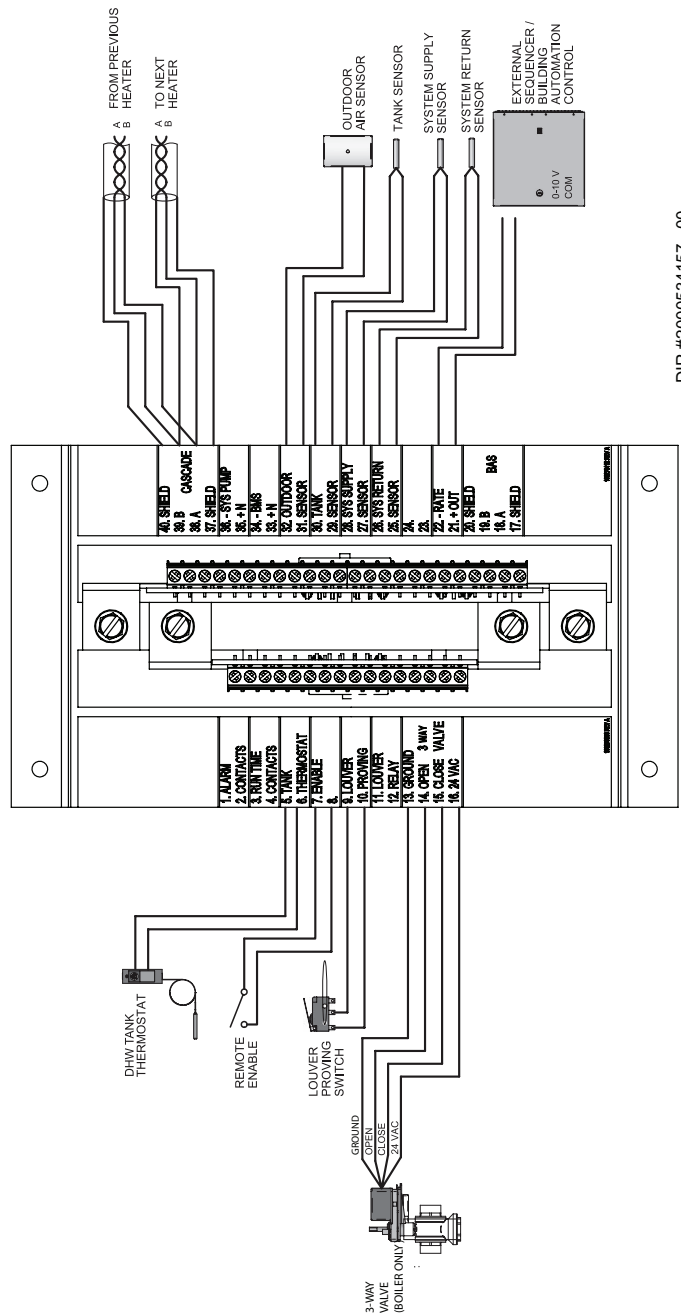 FROM PREVIOUS
HEATER
A
B
TO NEXT
HEATER
A
B
OUTDOOR
AIR SENSOR
TANK SENSOR
SYSTEM SUPPLY
SENSOR
SYSTEM RETURN
SENSOR
EXTERNAL
SEQUENCER /
BUILDING
AUTOMATION
CONTROL
0-10 V
COM
40. SHIELD
39. B
CASCADE
38. A
37. SHIELD
36. - SYS PUMP
35. + N
34. - BMS
33. + N
32. OUTDOOR
31. SENSOR
30. TANK
29. SENSOR
28. SYS SUPPLY
27. SENSOR
26. SYS RETURN
25. SENSOR
24.
23.
22. - RATE
21. + OUT
20. SHIELD
19. B
BAS
18. A
17. SHIELD
1. ALARM
2. CONTACTS
3. RUN TIME
4. CONTACTS
5. TANK
6. THERMOSTAT
7. ENABLE
8.
9. LOUVER
10. PROVING
11. LOUVER
12. RELAY
13. GROUND
14. OPEN 3 WAY
15. CLOSE VALVE
16. 24 VAC
DHW TANK
THERMOSTAT
REMOTE
ENABLE
LOUVER
PROVING
SWITCH
GROUND
OPEN
CLOSE
24 VAC
3-WAY
VALVE
(BOILER ONLY)